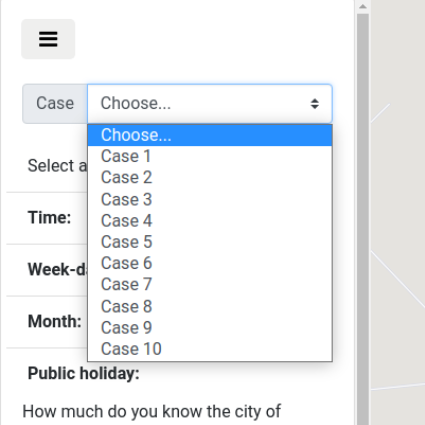 Case Choose...
Choose...
Case 1
Case 2
Case 3
Case 4
Case 5
Case 6
Case 7
Case 8
Case 9
Case 10
Select a
Time:
Week-d
Month:
Public holiday:
How much do you know the city of